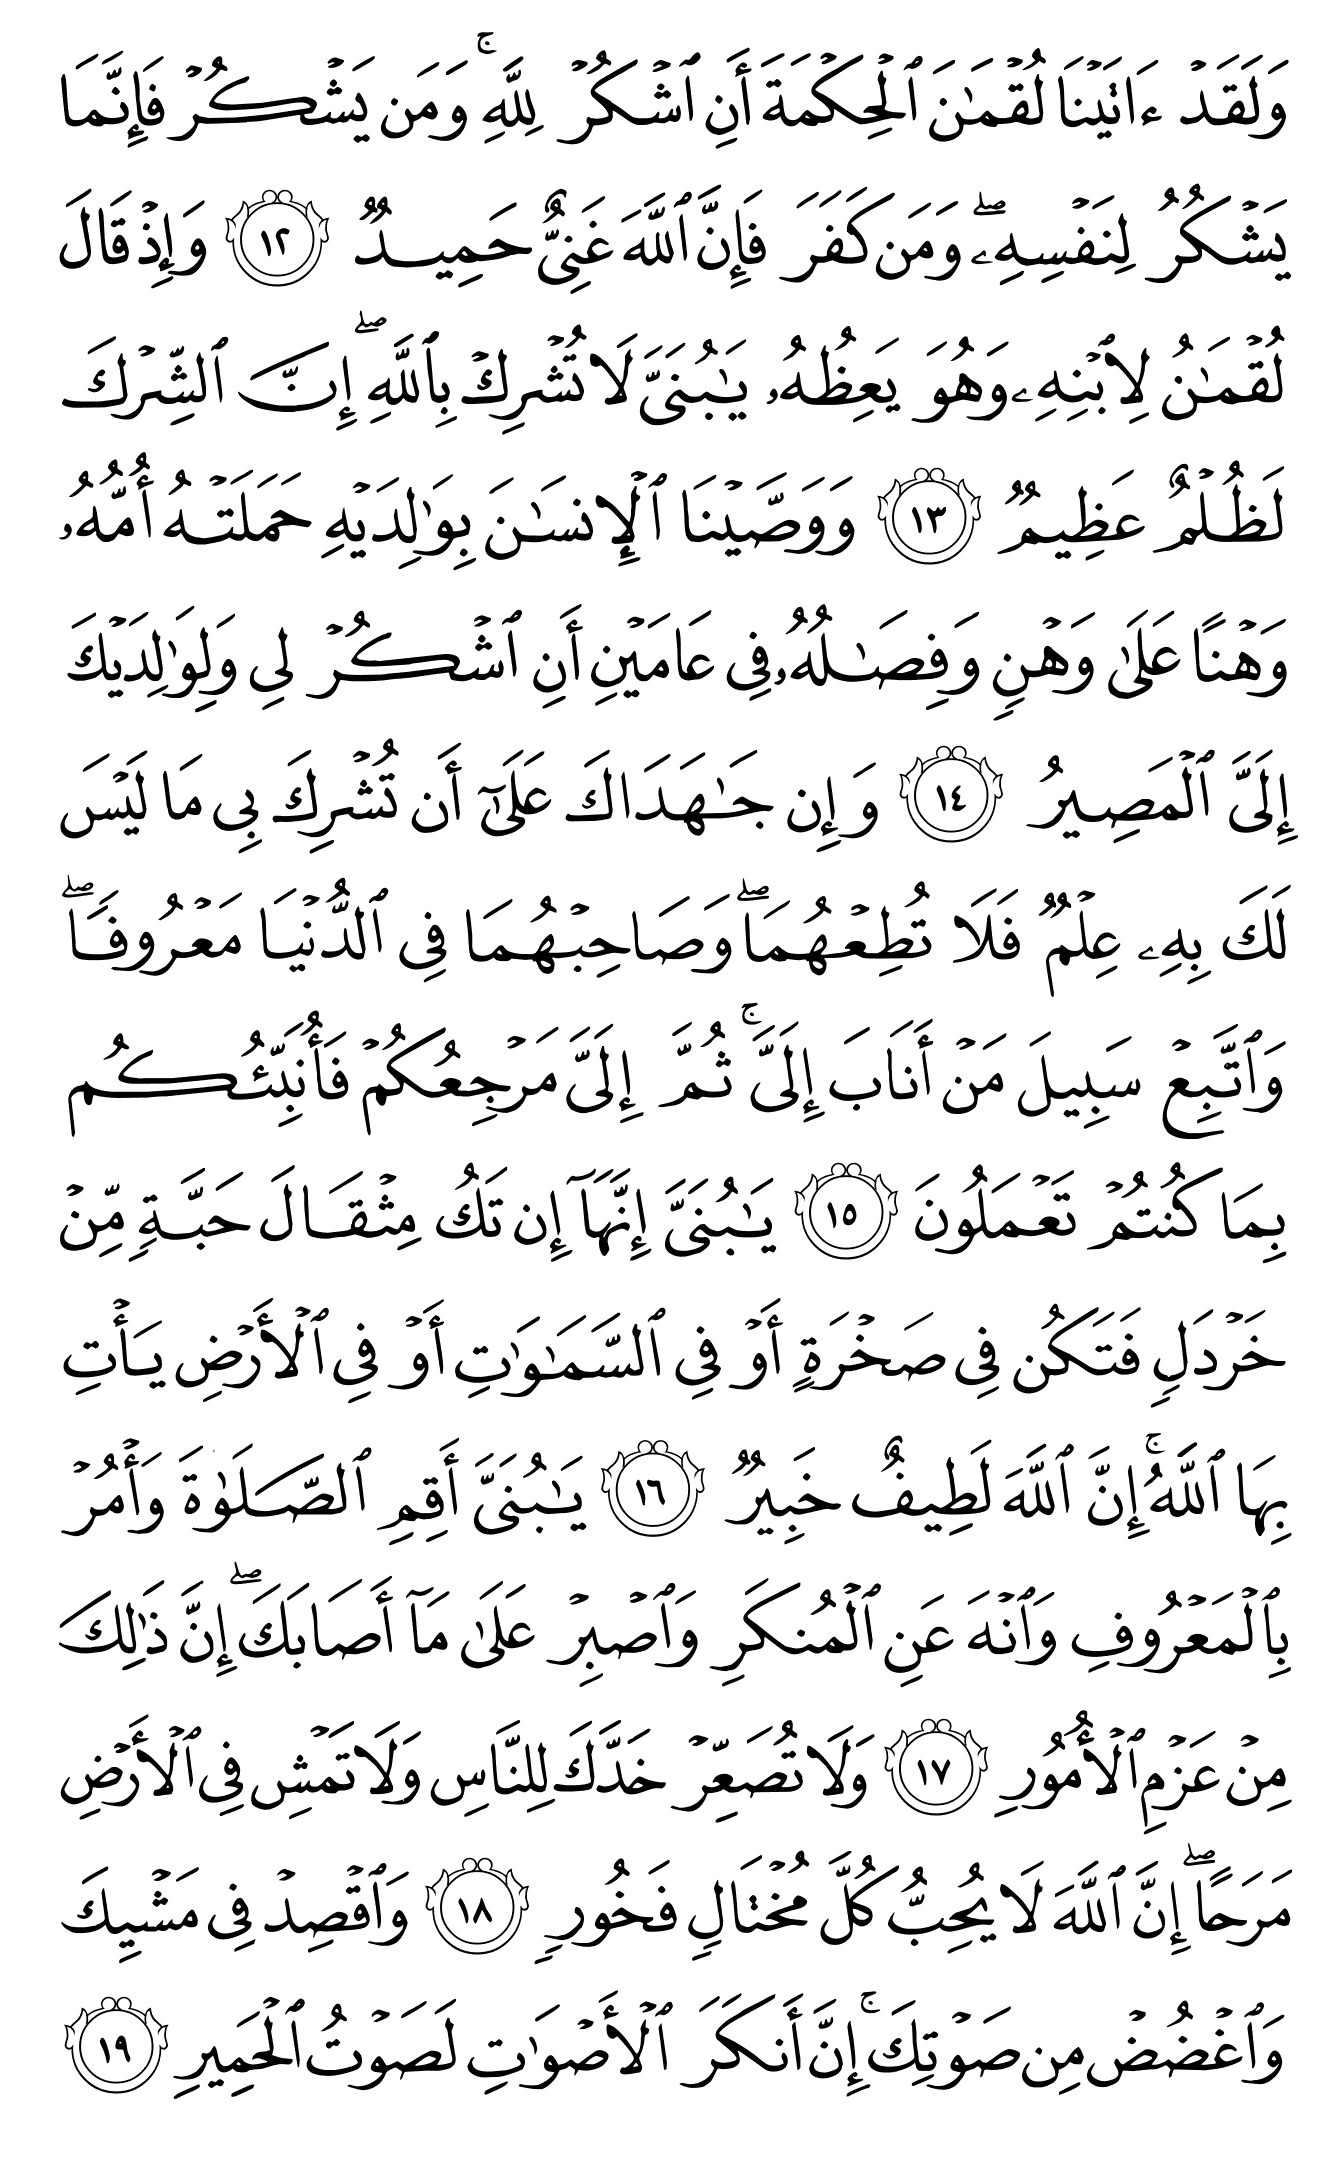 وَلَقَدْ ءَاتَيْنَا لُقْمَٰنَ ٱلْحِكْمَةَ أَنِ ٱشْكُرْ لِلَّهِ ۚ وَمَن يَشْكُرْ فَإِنَّمَا
يَشْكُرُ لِنَفْسِهِۦ ۖ وَمَن كَفَرَ فَإِنَّ ٱللَّهَ غَنِىٌّ حَمِيدٌ ١٢ وَإِذْ قَالَ
لُقْمَٰنُ لِٱبْنِهِۦ وَهُوَ يَعِظُهُۥ يَٰبُنَىَّ لَا تُشْرِكْ بِٱللَّهِ ۖ إِنَّ ٱلشِّرْكَ
لَظُلْمٌ عَظِيمٌ ١٣ وَوَصَّيْنَا ٱلْإِنسَٰنَ بِوَٰلِدَيْهِ حَمَلَتْهُ أُمُّهُۥ
وَهْنًا عَلَىٰ وَهْنٍ وَفِصَٰلُهُۥ فِى عَامَيْنِ أَنِ ٱشْكُرْ لِى وَلِوَٰلِدَيْكَ
إِلَىَّ ٱلْمَصِيرُ ١٤ وَإِن جَٰهَدَاكَ عَلَىٰٓ أَن تُشْرِكَ بِى مَا لَيْسَ
لَكَ بِهِۦ عِلْمٌ فَلَا تُطِعْهُمَا ۖ وَصَاحِبْهُمَا فِى ٱلدُّنْيَا مَعْرُوفًا ۖ
وَٱتَّبِعْ سَبِيلَ مَنْ أَنَابَ إِلَىَّ ۚ ثُمَّ إِلَىَّ مَرْجِعُكُمْ فَأُنَبِّئُكُم
بِمَا كُنتُمْ تَعْمَلُونَ ١٥ يَٰبُنَىَّ إِنَّهَآ إِن تَكُ مِثْقَالَ حَبَّةٍ مِّنْ
خَرْدَلٍ فَتَكُن فِى صَخْرَةٍ أَوْ فِى ٱلسَّمَٰوَٰتِ أَوْ فِى ٱلْأَرْضِ يَأْتِ
بِهَا ٱللَّهُ ۚ إِنَّ ٱللَّهَ لَطِيفٌ خَبِيرٌ ١٦ يَٰبُنَىَّ أَقِمِ ٱلصَّلَوٰةَ وَأْمُرْ
بِٱلْمَعْرُوفِ وَٱنْهَ عَنِ ٱلْمُنكَرِ وَٱصْبِرْ عَلَىٰ مَآ أَصَابَكَ ۖ إِنَّ ذَٰلِكَ
مِنْ عَزْمِ ٱلْأُمُورِ ١٧ وَلَا تُصَعِّرْ خَدَّكَ لِلنَّاسِ وَلَا تَمْشِ فِى ٱلْأَرْضِ
مَرَحًا ۖ إِنَّ ٱللَّهَ لَا يُحِبُّ كُلَّ مُخْتَالٍ فَخُورٍ ١٨ وَٱقْصِدْ فِى مَشْيِكَ
وَٱغْضُضْ مِن صَوْتِكَ ۚ إِنَّ أَنكَرَ ٱلْأَصْوَٰتِ لَصَوْتُ ٱلْحَمِيرِ ١٩